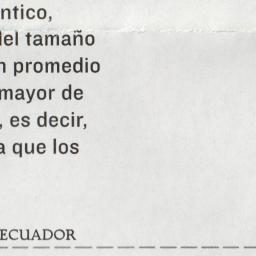 ntico,
del tamaño
n promedio
mayor de
, es decir,
a que los
ECUADOR